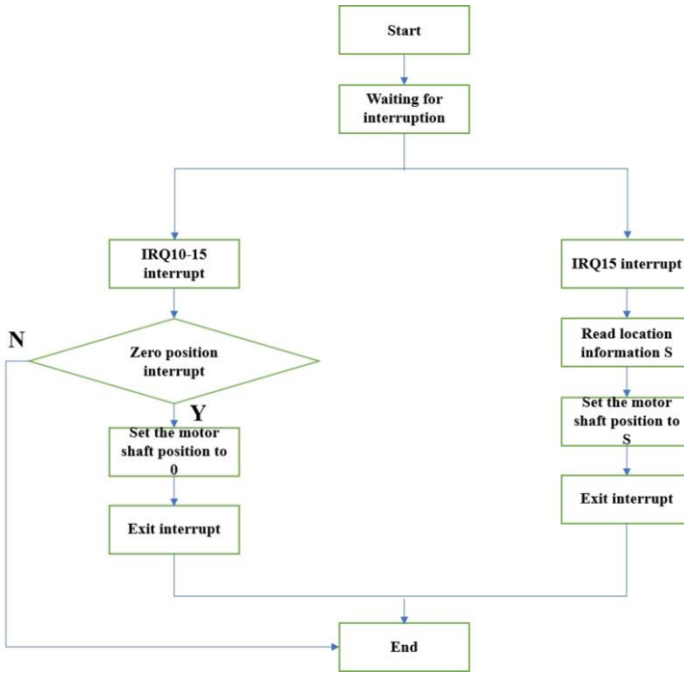 Start
Waiting for
interruption
IRQ10-15
interrupt
IRQ15 interrupt
N
Zero position
interrupt
Read location
information S
Y
Set the motor
shaft position to
0
Set the motor
shaft position to
S
Exit interrupt
Exit interrupt
End